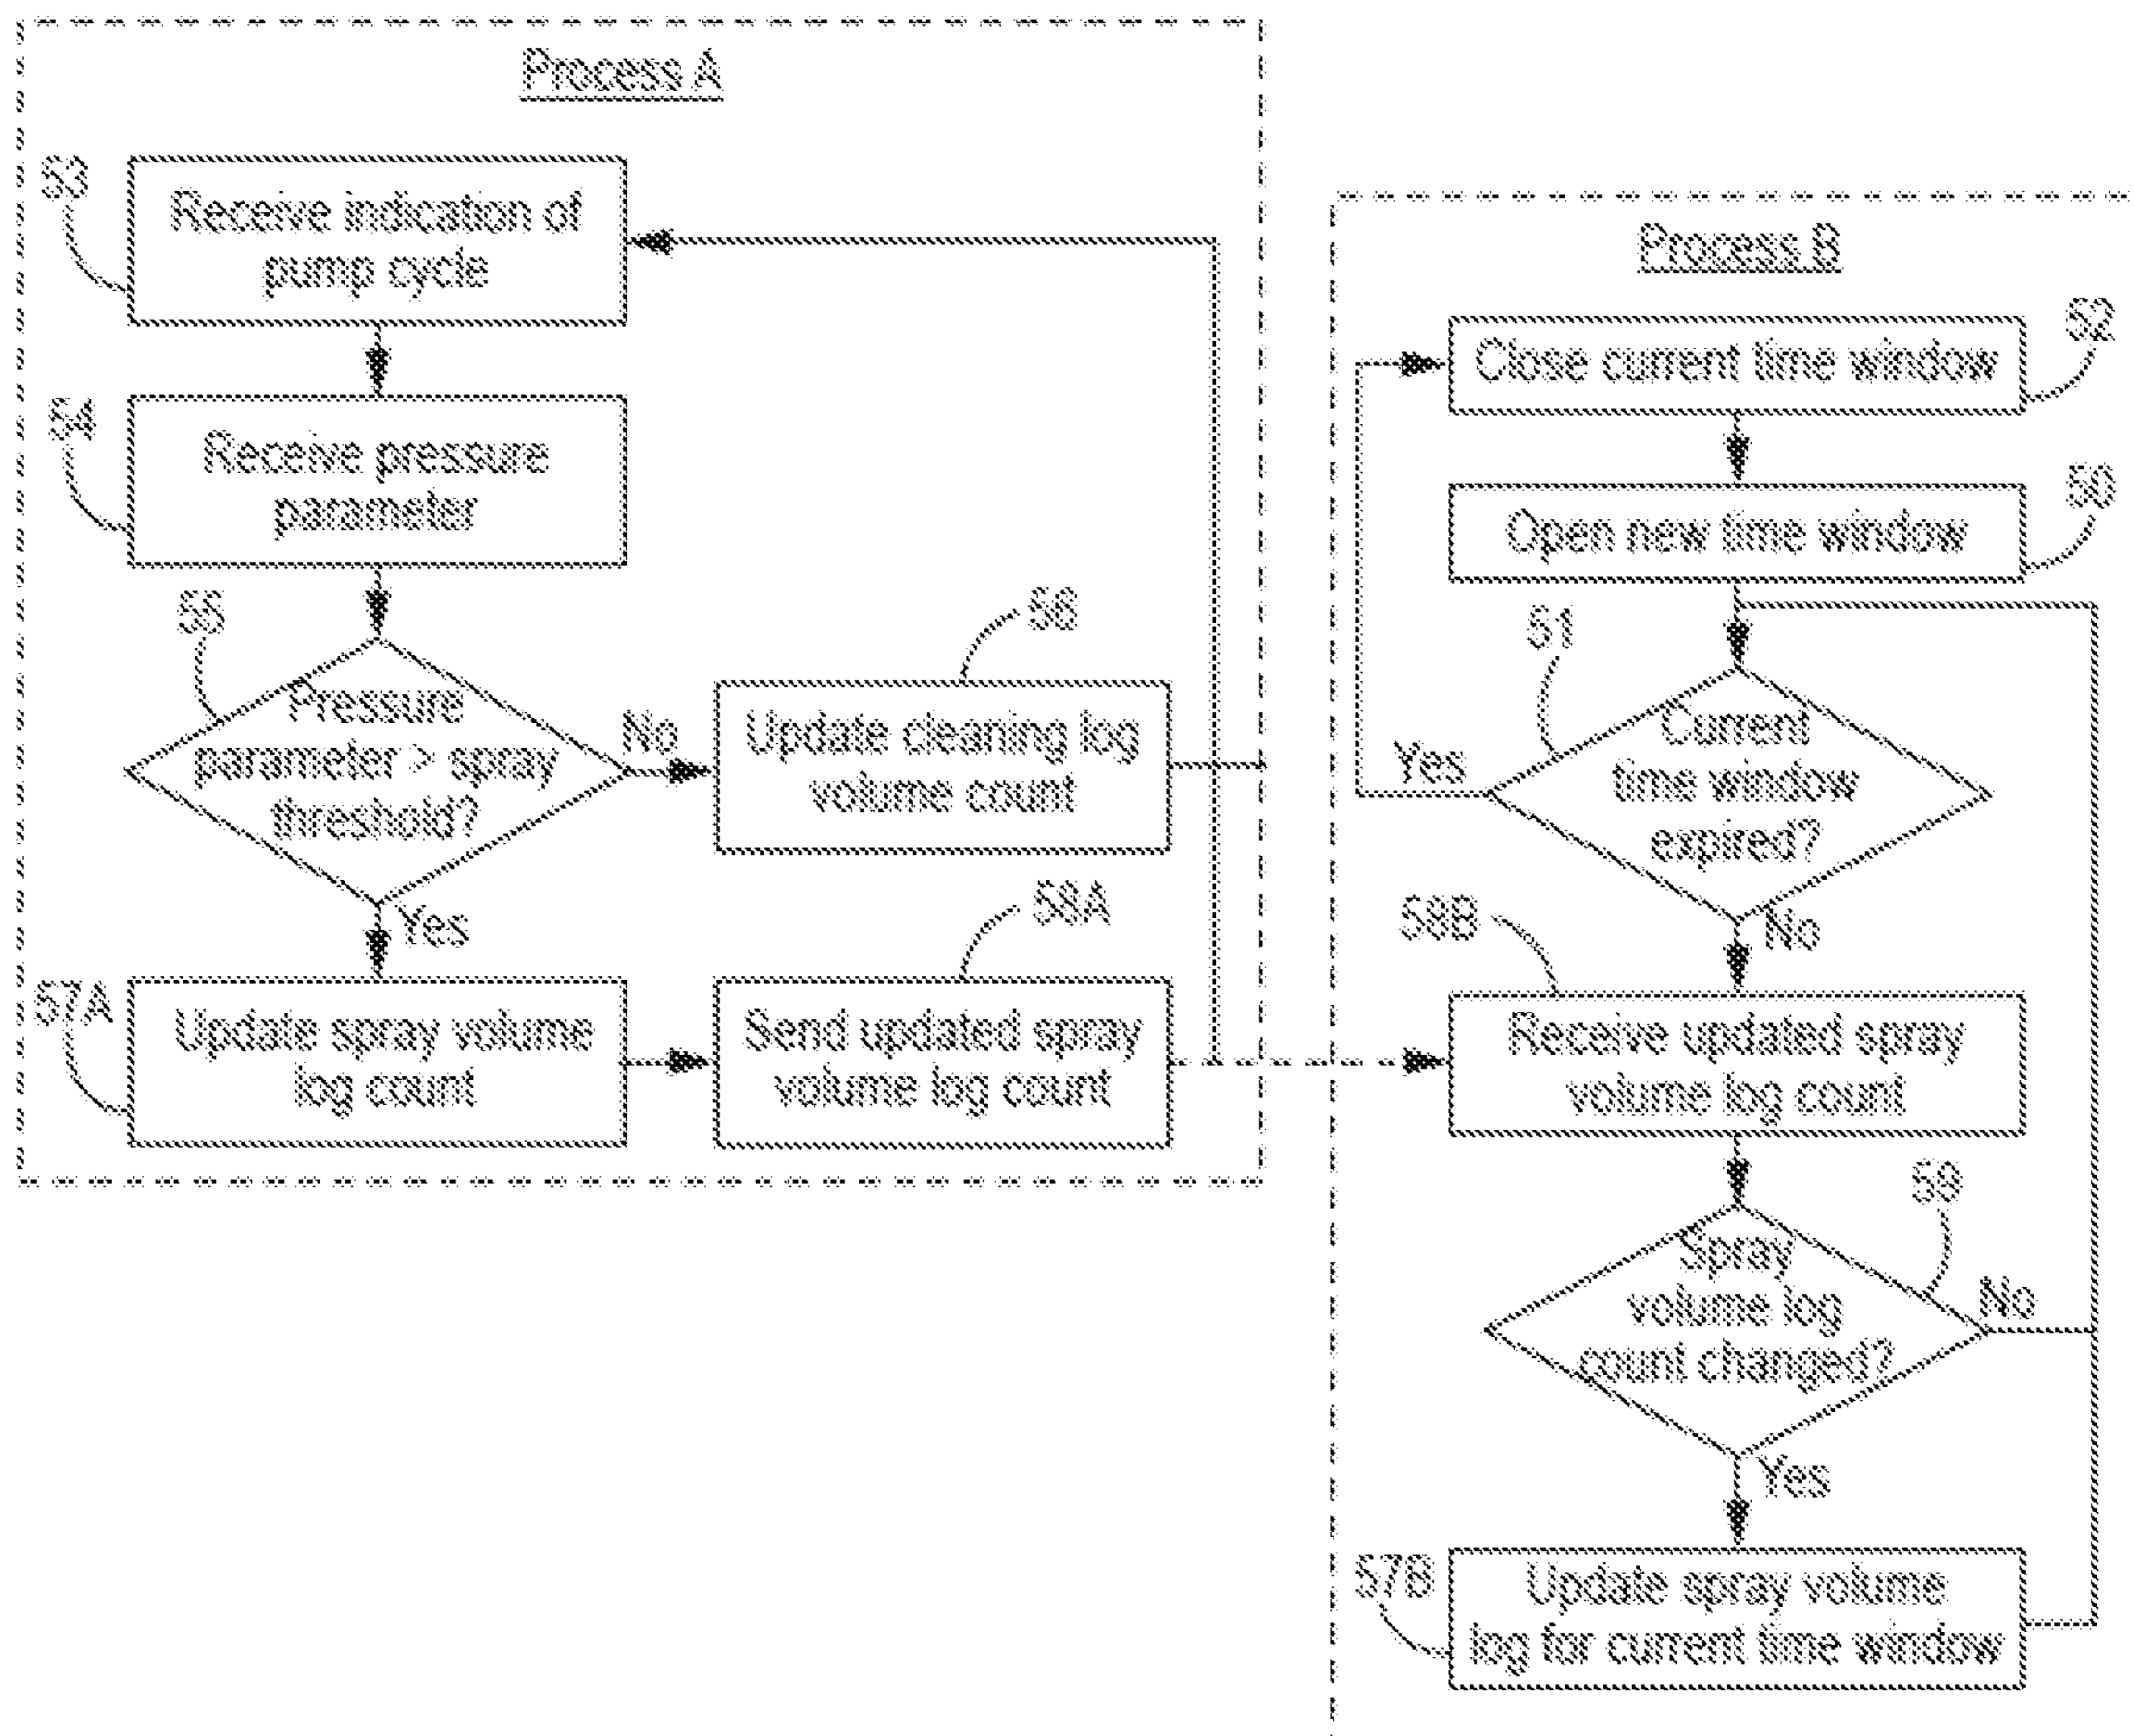 Process A
53
Receive indication of
pump cycle
54
Receive pressure
parameter
55
Pressure
parameter > spray
threshold?
No
56
Update cleaning log
volume count
Yes
57A
Update spray volume
log count
58A
Send updated spray
volume log count
Process B
52
Close current time window
50
Open new time window
51
Current
time window
expired?
Yes
No
58B
Receive updated spray
volume log count
59
Spray
volume log
count changed?
No
Yes
57B
Update spray volume
log for current time window